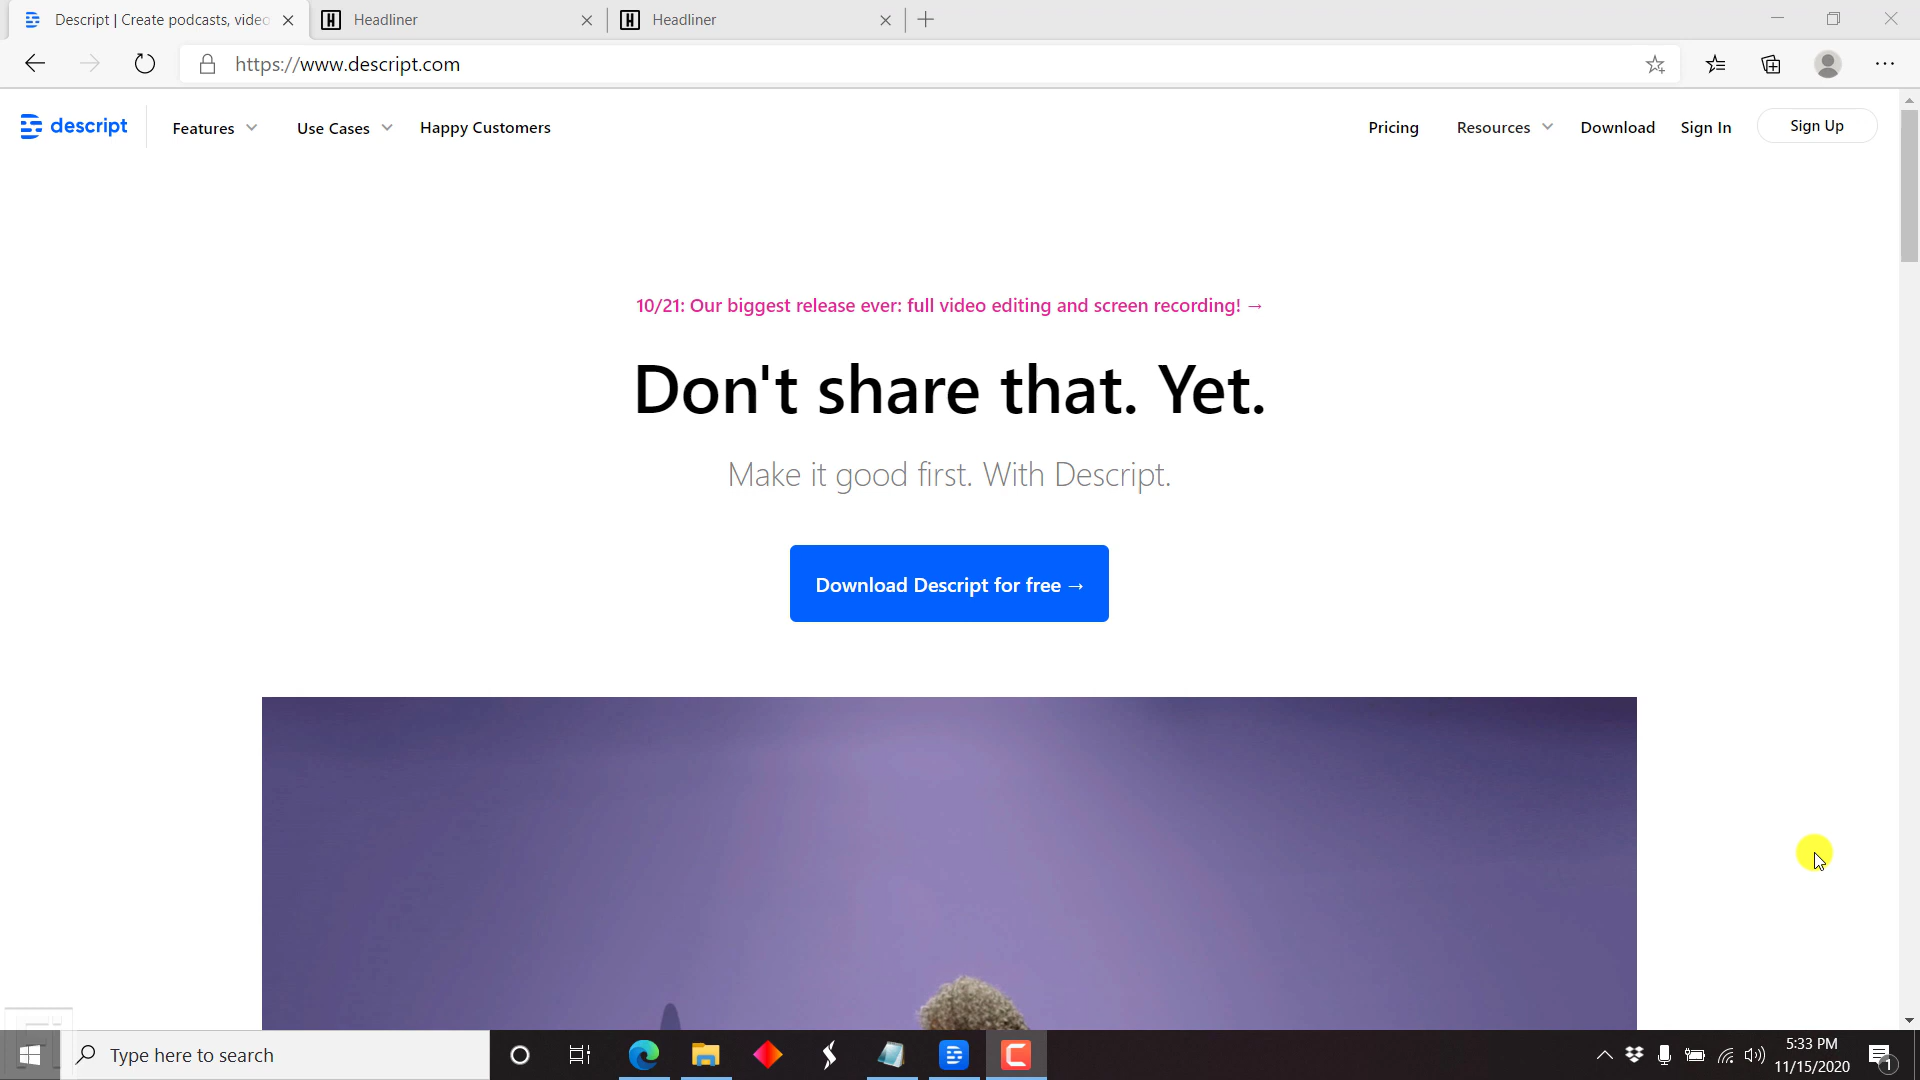 Descript | Create podcasts, video
Headliner
Headliner
https://www.descript.com
descript
Features
Use Cases
Happy Customers
Pricing
Resources
Download
Sign In
Sign Up
10/21: Our biggest release ever: full video editing and screen recording! →
Don't share that. Yet.
Make it good first. With Descript.
Download Descript for free →
Type here to search
5:33 PM
11/15/2020
1